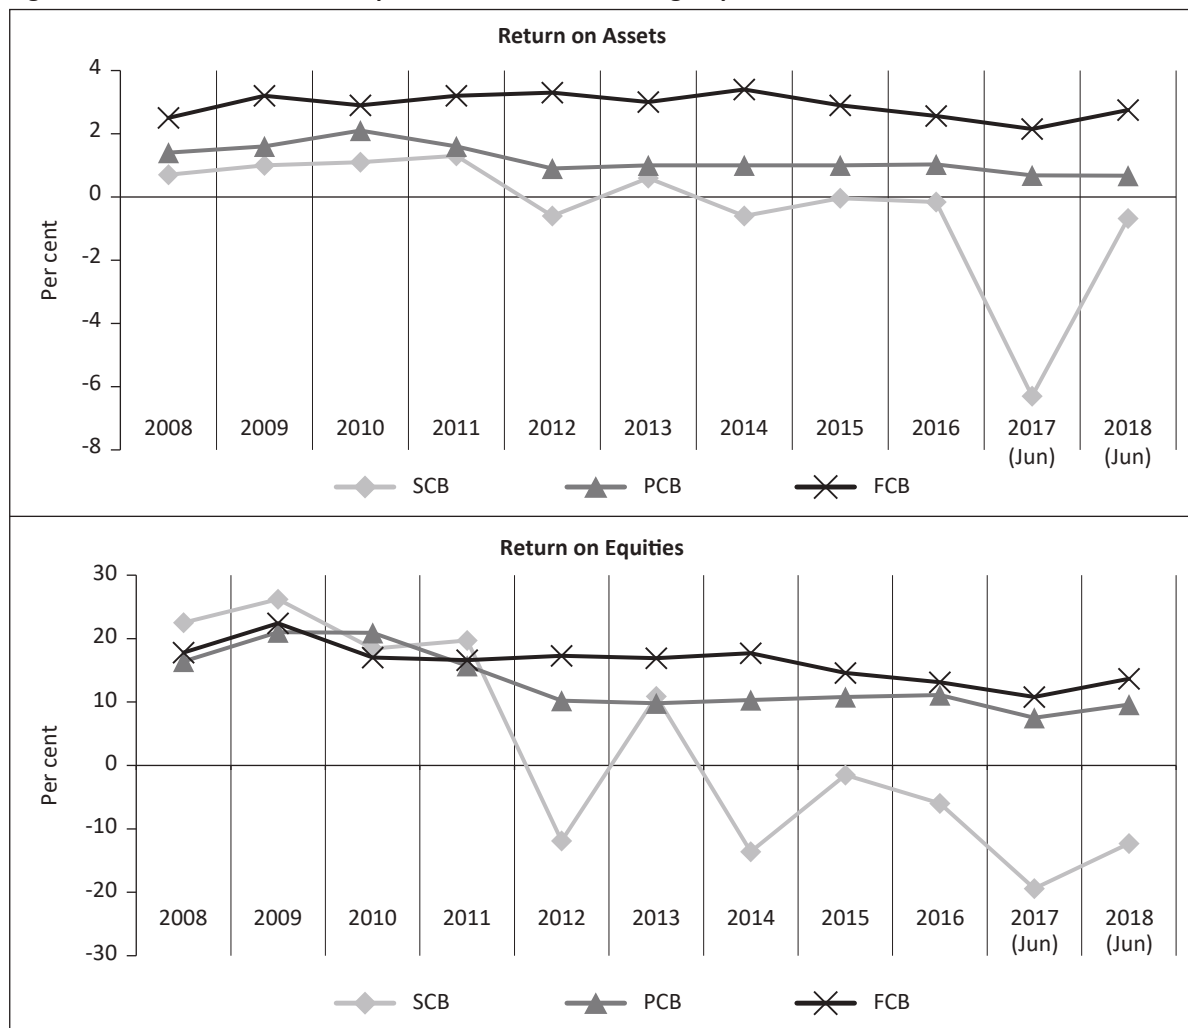 Return on Assets
4
2
0
-2
-4
-6
-8
Per cent
2008 2009 2010 2011 2012 2013 2014 2015 2016 2017 2018
(Jun) (Jun)
SCB PCB FCB
Return on Equities
30
20
10
0
-10
-20
-30
Per cent
2008 2009 2010 2011 2012 2013 2014 2015 2016 2017 2018
(Jun) (Jun)
SCB PCB FCB